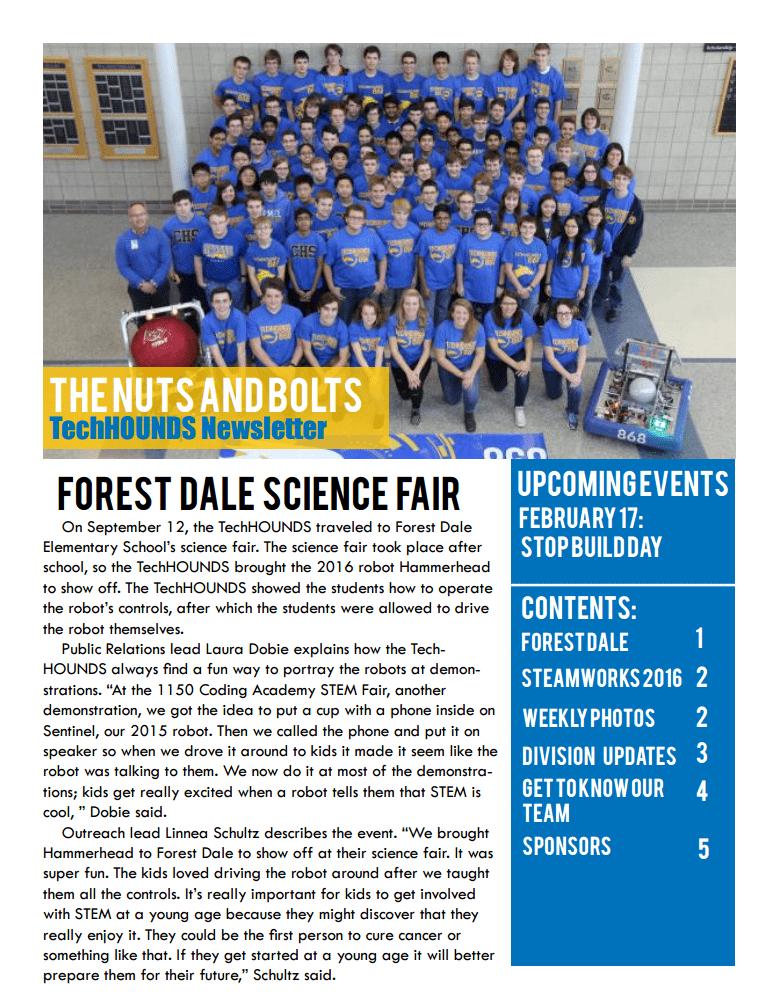 THE NUTS AND BOLTS
TechHOUNDS Newsletter
868
868
CHS
CHS
FOREST DALE SCIENCE FAIR
On September 12, the TechHOUNDS traveled to Forest Dale
Elementary School's science fair. The science fair took place after
school, so the TechHOUNDS brought the 2016 robot Hammerhead
to show off. The TechHOUNDS showed the students how to operate
the robot's controls, after which the students were allowed to drive
the robot themselves.
Public Relations lead Laura Dobie explains how the Tech-
HOUNDS always find a fun way to portray the robots at demon-
strations. “At the 1150 Coding Academy STEM Fair, another
demonstration, we got the idea to put a cup with a phone inside on
Sentinel, our 2015 robot. Then we called the phone and put it on
speaker so when we drove it around to kids it made it seem like the
robot was talking to them. We now do it at most of the demonstra-
tions; kids get really excited when a robot tells them that STEM is
cool, ” Dobie said.
Outreach lead Linnea Schultz describes the event. “We brought
Hammerhead to Forest Dale to show off at their science fair. It was
super fun. The kids loved driving the robot around after we taught
them all the controls. It's really important for kids to get involved
with STEM at a young age because they might discover that they
really enjoy it. They could be the first person to cure cancer or
something like that. If they get started at a young age it will better
prepare them for their future,” Schultz said.
UPCOMING EVENTS
FEBRUARY 17:
STOP BUILD DAY
CONTENTS:
FOREST DALE 1
STEAMWORKS 2016 2
WEEKLY PHOTOS 2
DIVISION UPDATES 3
GET TO KNOW OUR
TEAM 4
SPONSORS 5